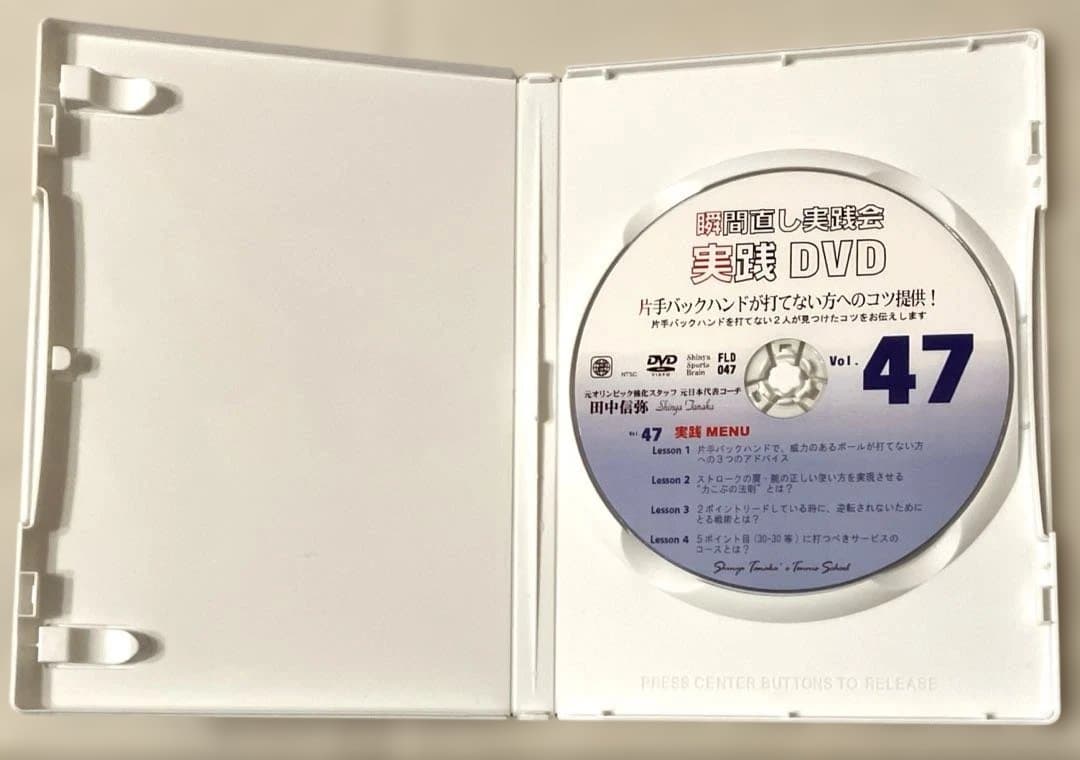 瞬間直し実践会
実践 DVD
片手バックハンドが打てない方へのコツ提供！
片手バックハンドを打てない２人が見つけたコツをお伝えします
NTSC
DVD
VIDEO
Shinya
Sports
Brain
FLD
047
Vol. 47
元オリンピック強化スタッフ 元日本代表コーチ
田中信弥 Shinya Tanaka
Vol. 47 実践 MENU
Lesson 1 片手バックハンドで、威力のあるボールが打てない方
への３つのアドバイス
Lesson 2 ストロークの肩・腕の正しい使い方を実現させる
“力こぶの法則” とは？
Lesson 3 ２ポイントリードしている時に、逆転されないために
とる戦術とは？
Lesson 4 ５ポイント目 (30-30 等 ) に打つべきサービスの
コースとは？
Shinya Tanaka's Tennis School
PRESS CENTER BUTTONS TO RELEASE